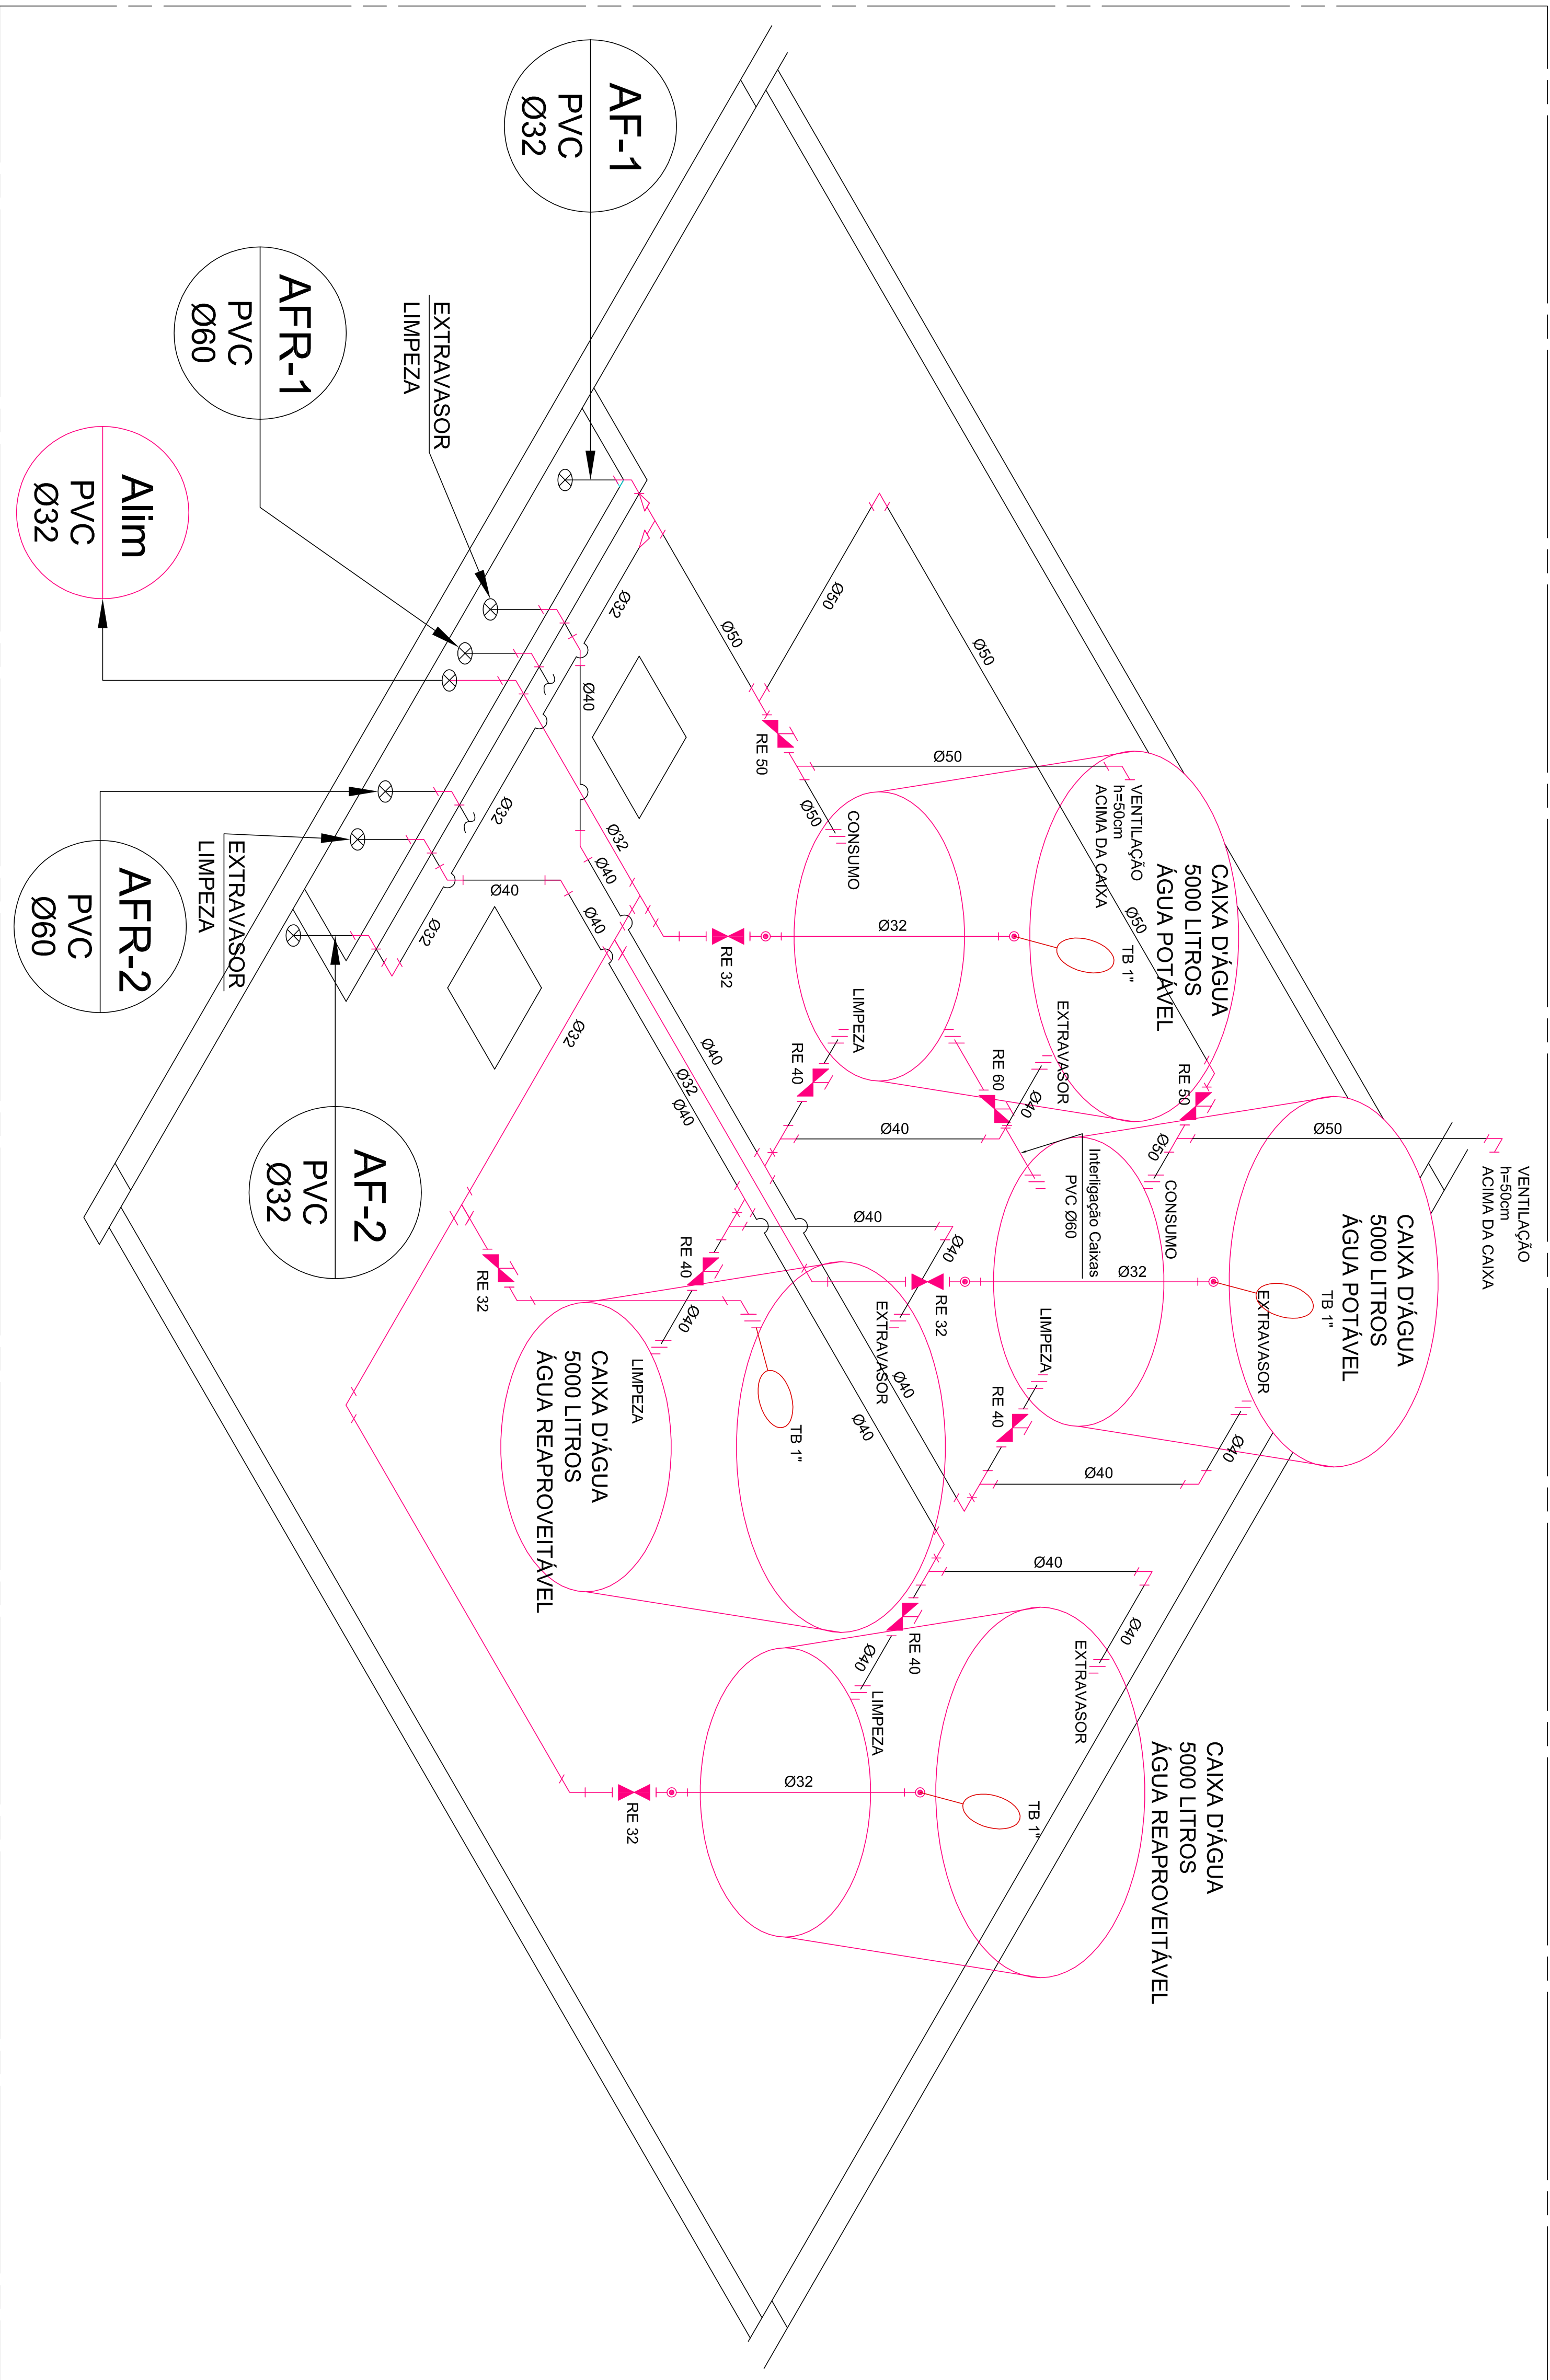 VENTILAÇÃO
h=50cm
ACIMA DA CAIXA
CAIXA D'ÁGUA
5000 LITROS
ÁGUA POTÁVEL
TB 1"
EXTRAVASOR
Ø50
Ø40
Ø40
CAIXA D'ÁGUA
5000 LITROS
ÁGUA POTÁVEL
VENTILAÇÃO
h=50cm
ACIMA DA CAIXA
TB 1"
Ø50
Ø50
Ø50
RE 50
Ø50
CONSUMO
Ø32
EXTRAVASOR
Ø40
RE 60
Ø40
Interligação Caixas
PVC Ø60
LIMPEZA
RE 40
Ø50
Ø50
RE 50
Ø50
CONSUMO
Ø32
RE 32
LIMPEZA
RE 40
Ø40
Ø40
RE 32
EXTRAVASOR
Ø40
Ø40
CAIXA D'ÁGUA
5000 LITROS
ÁGUA REAPROVEITÁVEL
TB 1"
EXTRAVASOR
Ø40
Ø40
RE 40
Ø40
LIMPEZA
Ø32
RE 32
CAIXA D'ÁGUA
5000 LITROS
ÁGUA REAPROVEITÁVEL
TB 1"
LIMPEZA
RE 40
Ø40
RE 32
Ø40
Ø32
Ø40
Ø32
Ø32
Ø40
Ø40
Ø40
Ø40
Ø32
Ø32
Ø32
AF-1
PVC
Ø32
EXTRAVASOR
LIMPEZA
AFR-1
PVC
Ø60
Alim
PVC
Ø32
AF-2
PVC
Ø32
EXTRAVASOR
LIMPEZA
AFR-2
PVC
Ø60